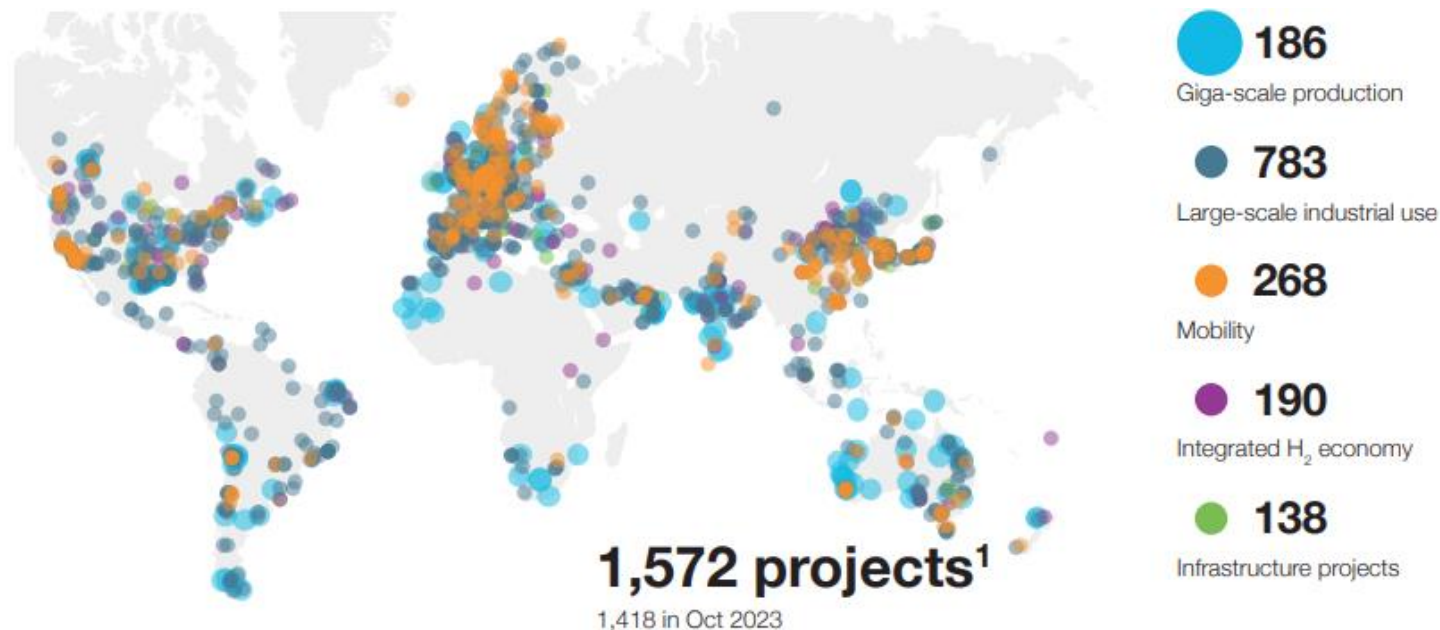 186
Giga-scale production
783
Large-scale industrial use
268
Mobility
190
Integrated H₂ economy
138
Infrastructure projects
1,572 projects¹
1,418 in Oct 2023